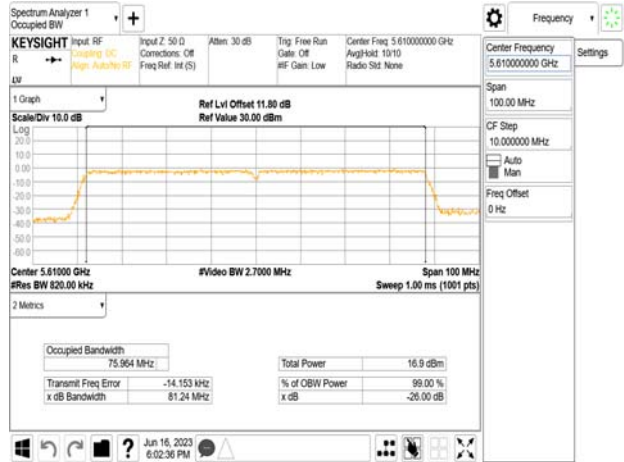 Spectrum Analyzer 1
Occupied BW
Frequency
KEYSIGHT
R
Input: RF
Coupling: DC
Align: Auto/No RF
Input Z: 50 Ω
Corrections: Off
Freq Ref: Int (S)
Atten: 30 dB
Trig: Free Run
Gate: Off
#IF Gain: Low
Center Freq: 5.610000000 GHz
Avg|Hold: 10/10
Radio Std: None
Center Frequency
5.610000000 GHz
Settings
Span
100.00 MHz
CF Step
10.000000 MHz
Auto
Man
Freq Offset
0 Hz
1 Graph
Scale/Div 10.0 dB
Ref Lvl Offset 11.80 dB
Ref Value 30.00 dBm
Log
20.0
10.0
0.00
-10.0
-20.0
-30.0
-40.0
-50.0
-60.0
Center 5.61000 GHz
#Res BW 820.00 kHz
#Video BW 2.7000 MHz
Span 100 MHz
Sweep 1.00 ms (1001 pts)
2 Metrics
Occupied Bandwidth
75.964 MHz
Total Power 16.9 dBm
Transmit Freq Error -14.153 kHz
% of OBW Power 99.00 %
x dB Bandwidth 81.24 MHz
x dB -26.00 dB
?
Jun 16, 2023
6:02:36 PM